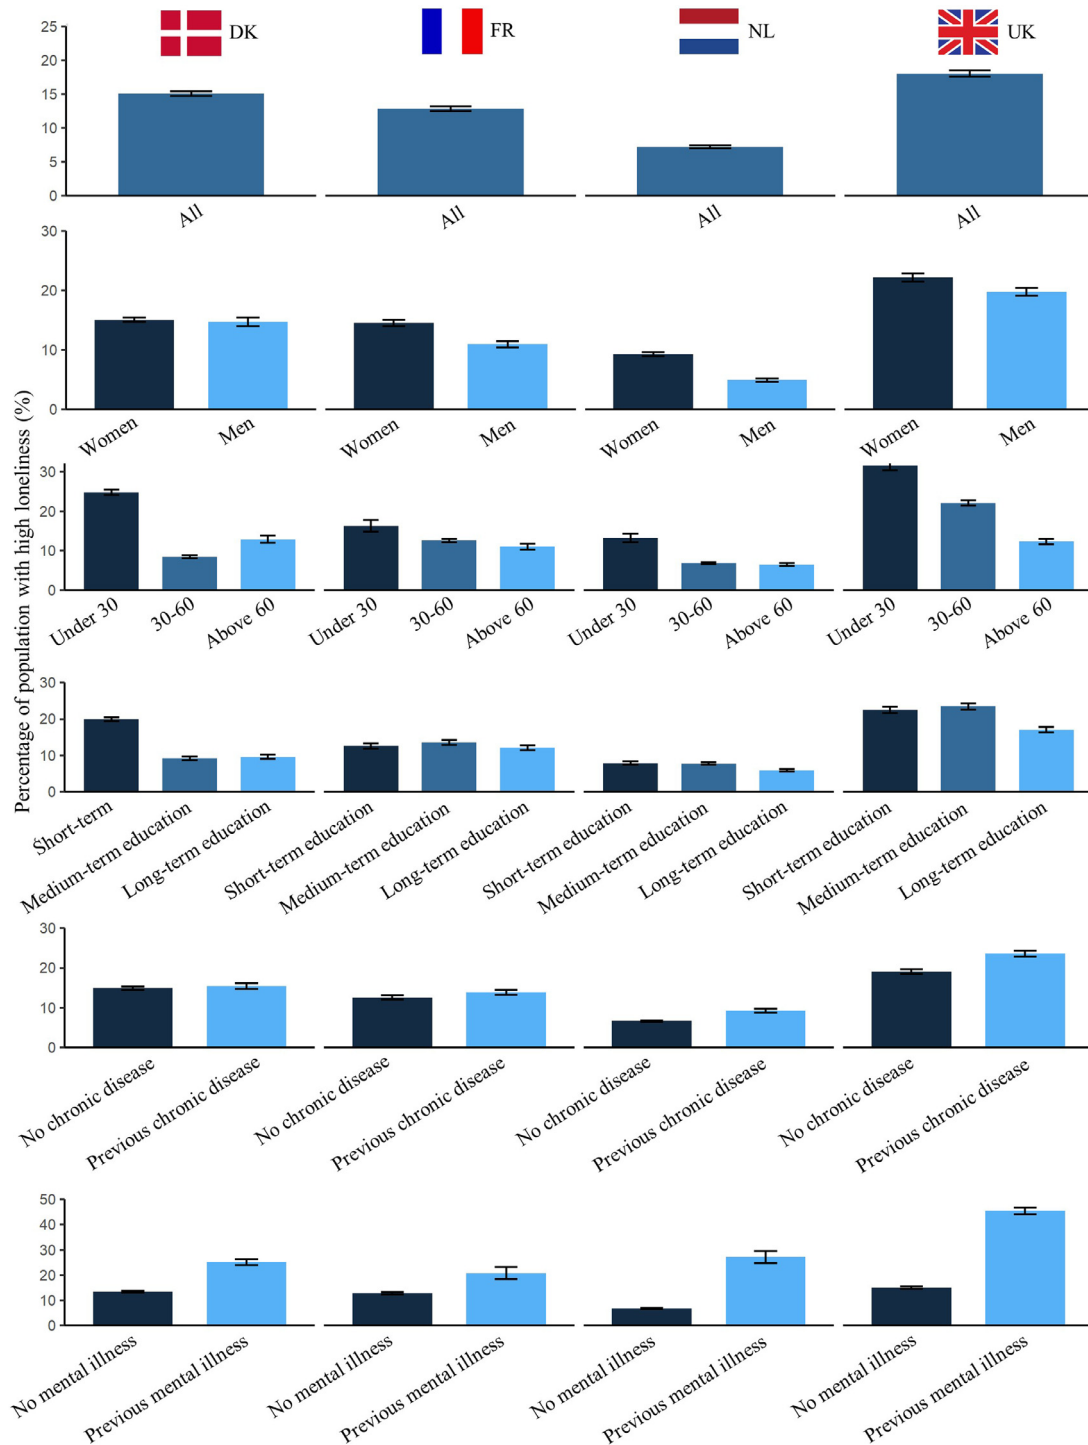 DK
FR
NL
UK
25
20
15
10
5
0
All
All
All
All
Percentage of population with high loneliness (%)
30
20
10
0
Women
Men
Women
Men
Women
Men
Women
Men
30
20
10
0
Under 30
30-60
Above 60
Under 30
30-60
Above 60
Under 30
30-60
Above 60
Under 30
30-60
Above 60
30
20
10
0
Short-term
Medium-term education
Long-term education
Short-term education
Medium-term education
Long-term education
Short-term education
Medium-term education
Long-term education
Short-term education
Medium-term education
Long-term education
30
20
10
0
No chronic disease
Previous chronic disease
No chronic disease
Previous chronic disease
No chronic disease
Previous chronic disease
No chronic disease
Previous chronic disease
50
40
30
20
10
0
No mental illness
Previous mental illness
No mental illness
Previous mental illness
No mental illness
Previous mental illness
No mental illness
Previous mental illness